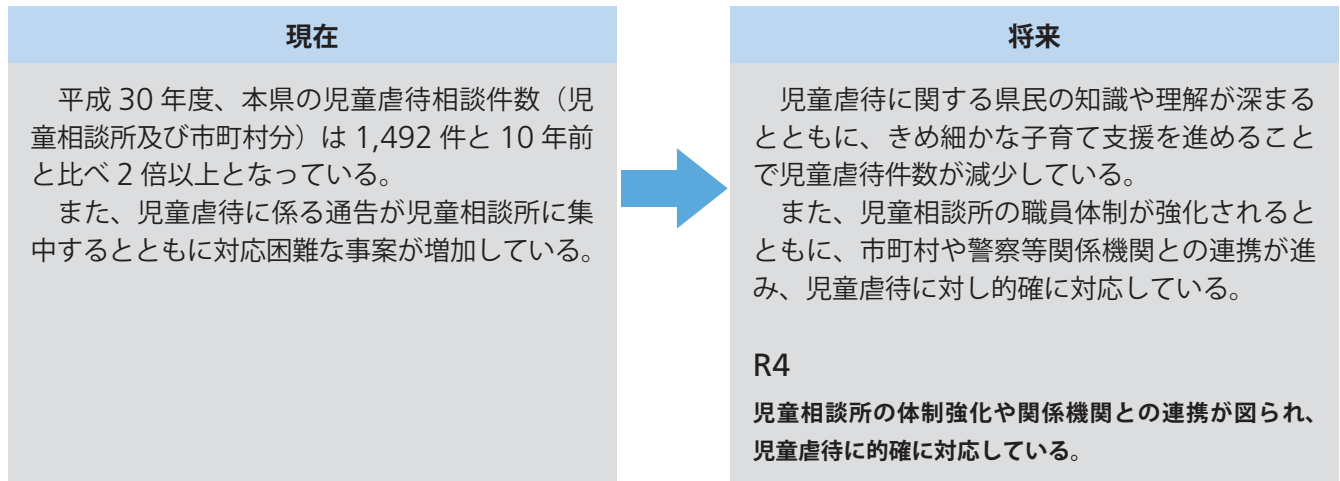 現在
　平成 30 年度、本県の児童虐待相談件数（児
童相談所及び市町村分）は 1,492 件と 10 年前
と比べ 2 倍以上となっている。
　また、児童虐待に係る通告が児童相談所に集
中するとともに対応困難な事案が増加している。
将来
　児童虐待に関する県民の知識や理解が深まる
とともに、きめ細かな子育て支援を進めること
で児童虐待件数が減少している。
　また、児童相談所の職員体制が強化されると
ともに、市町村や警察等関係機関との連携が進
み、児童虐待に対し的確に対応している。
R4
児童相談所の体制強化や関係機関との連携が図られ、
児童虐待に的確に対応している。